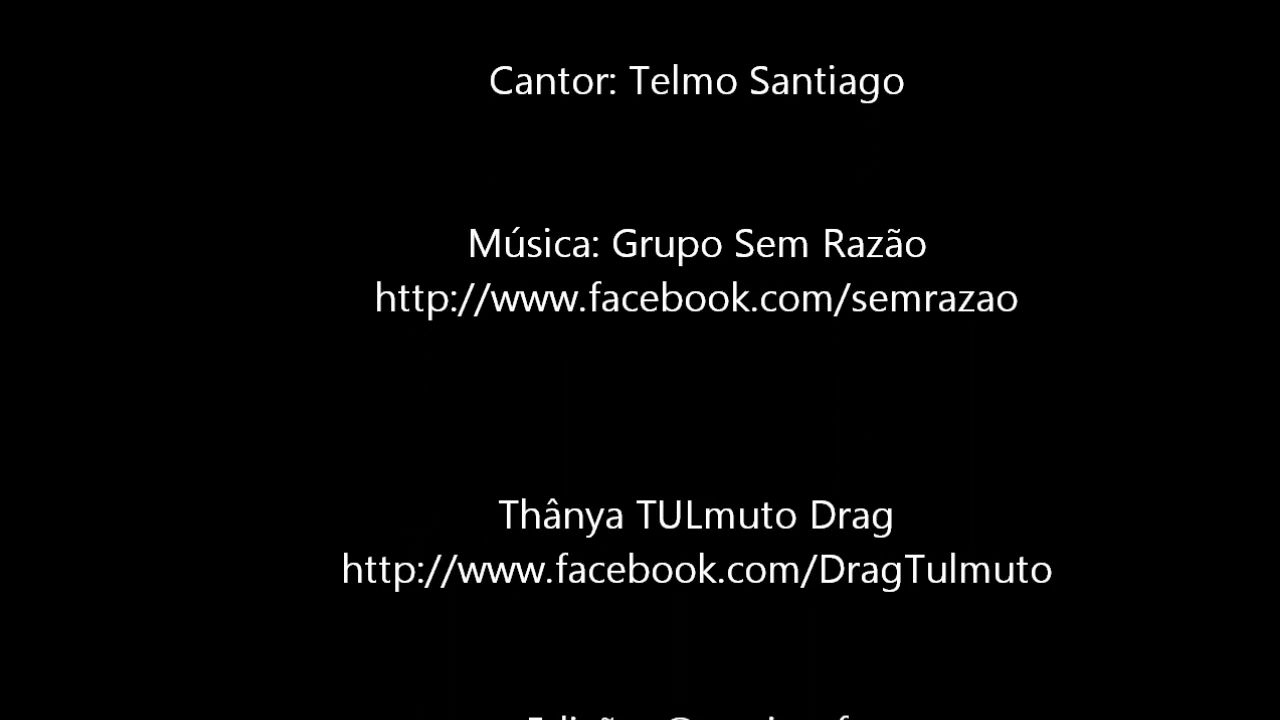 Cantor: Telmo Santiago
Música: Grupo Sem Razão
http://www.facebook.com/semrazao
Thânya TULmuto Drag
http://www.facebook.com/DragTulmuto